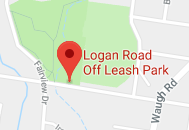 Logan Road
Off Leash Park
Fairview Dr
Waugh Rd